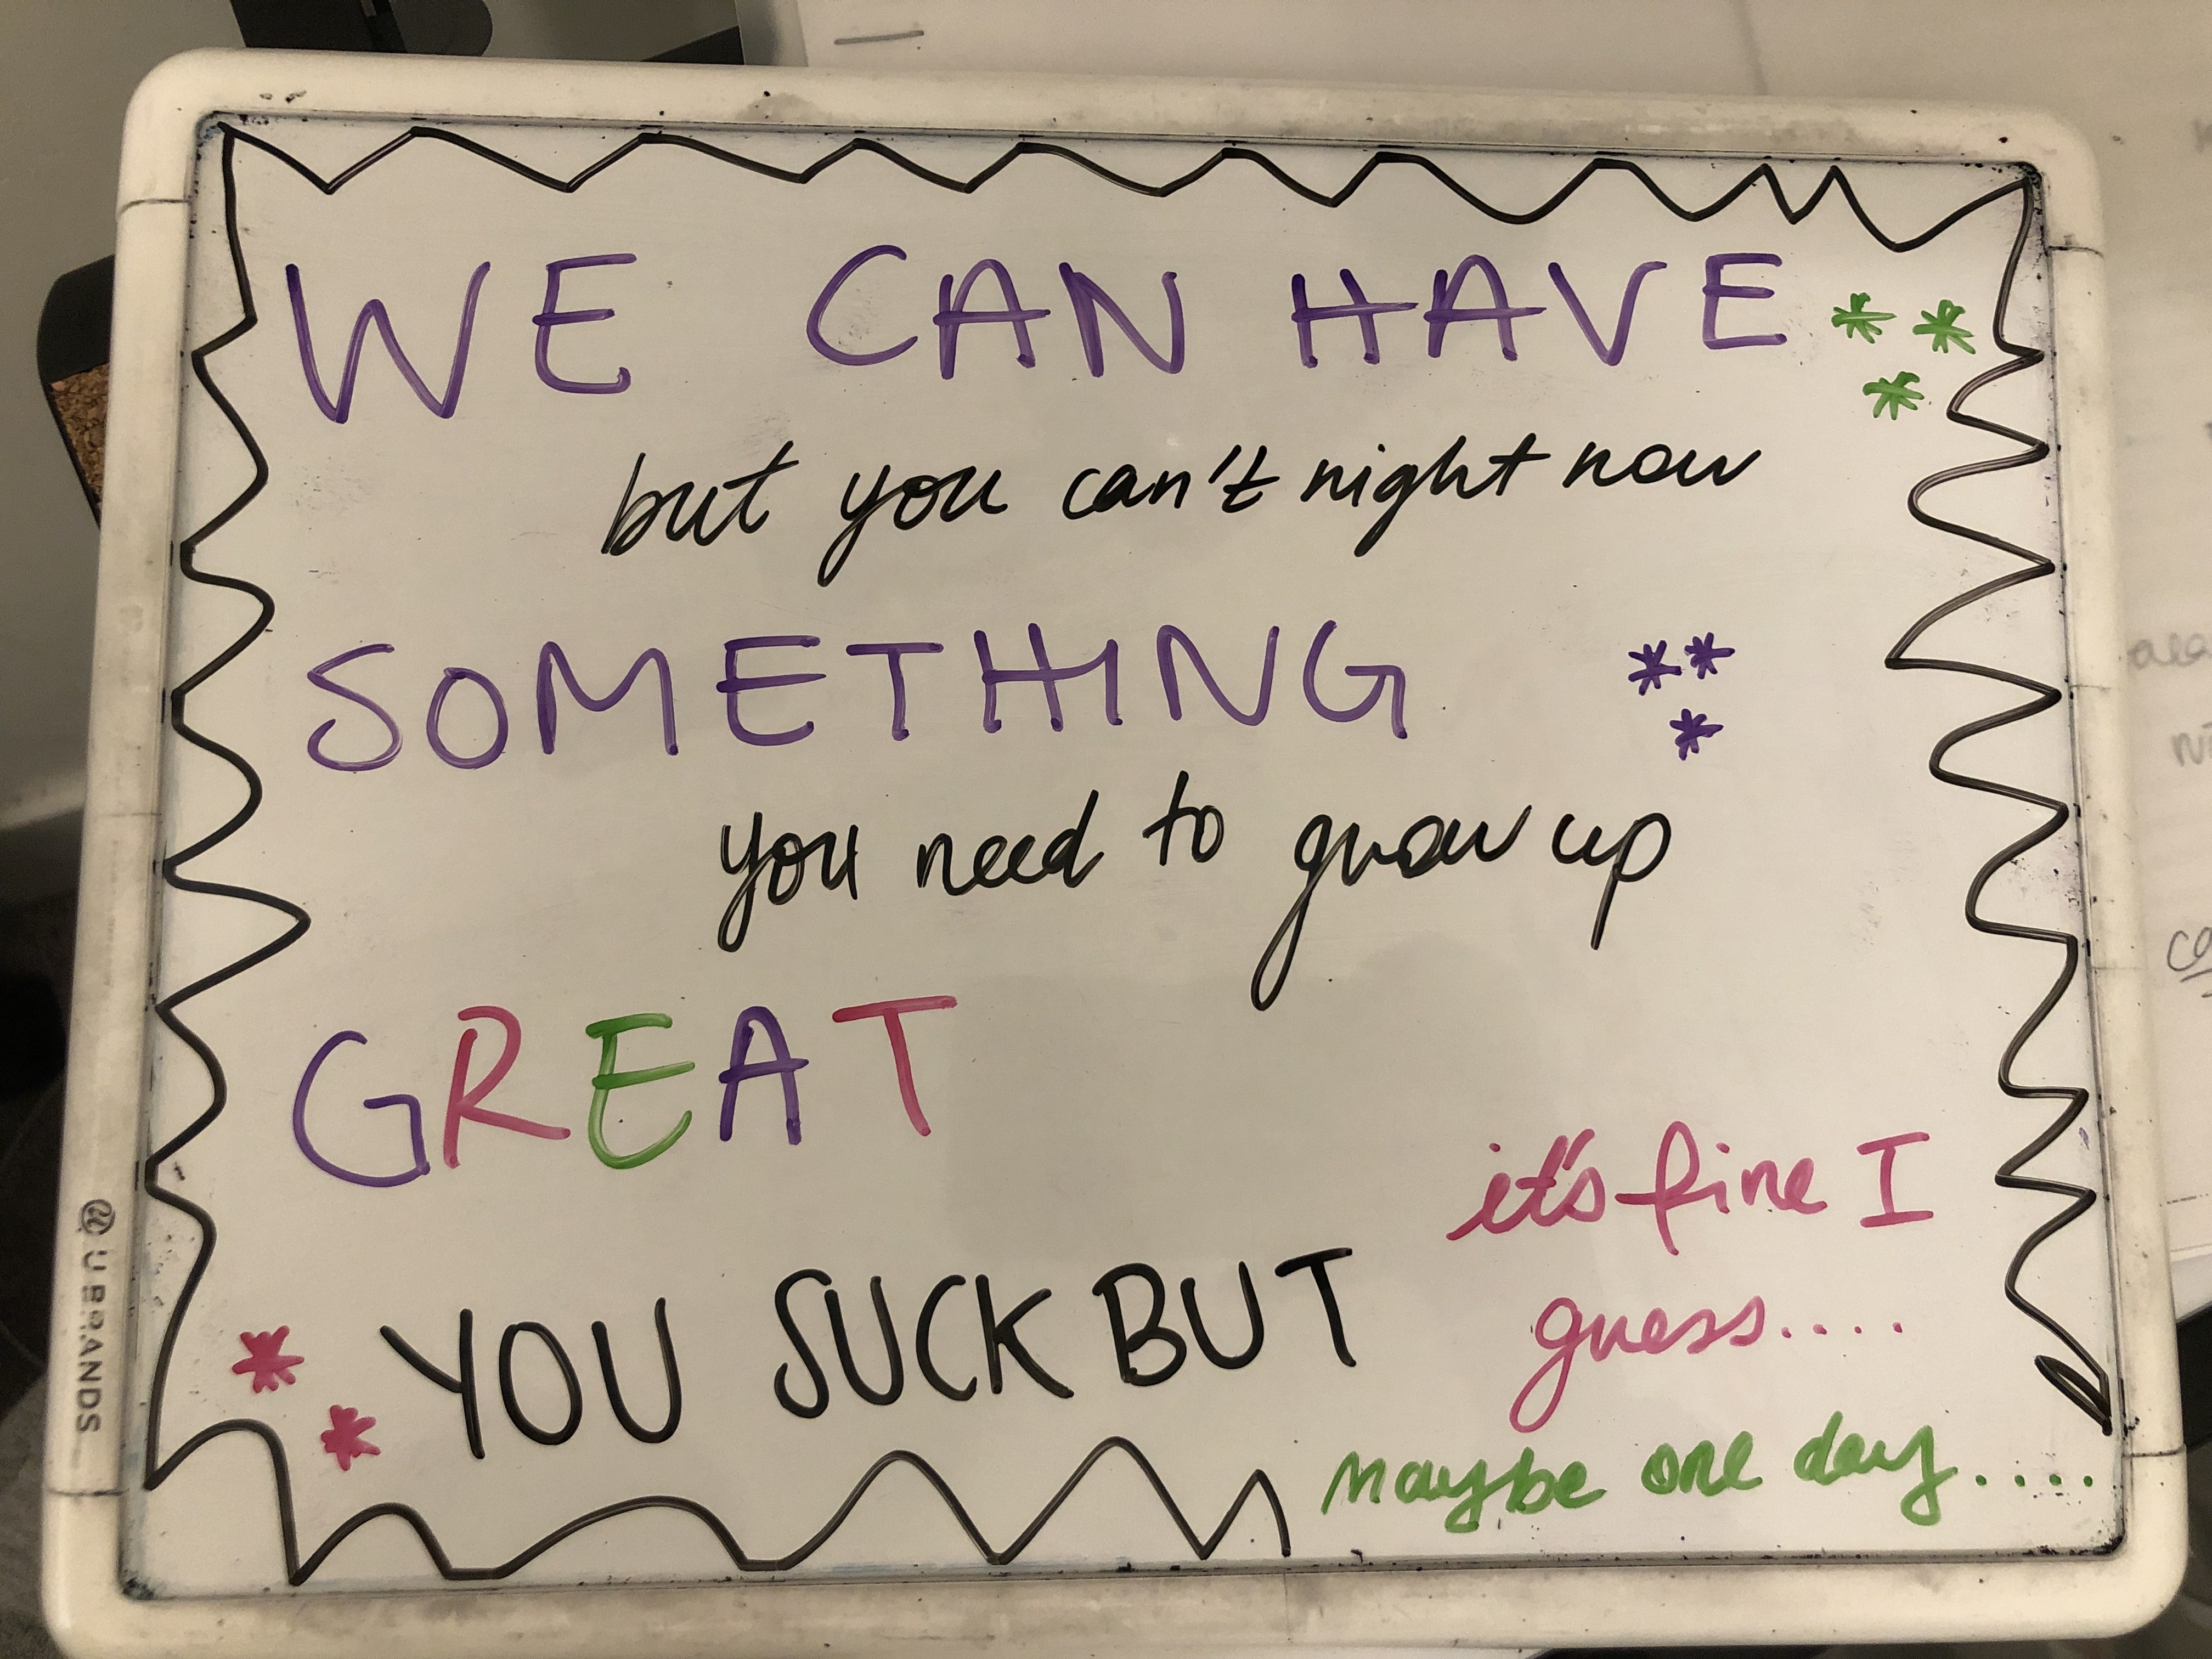 WE CAN HAVE
but you can't right now
SOMETHING
you need to grow up
GREAT
it's fine I
guess....
YOU SUCK BUT
maybe one day....
U BRANDS